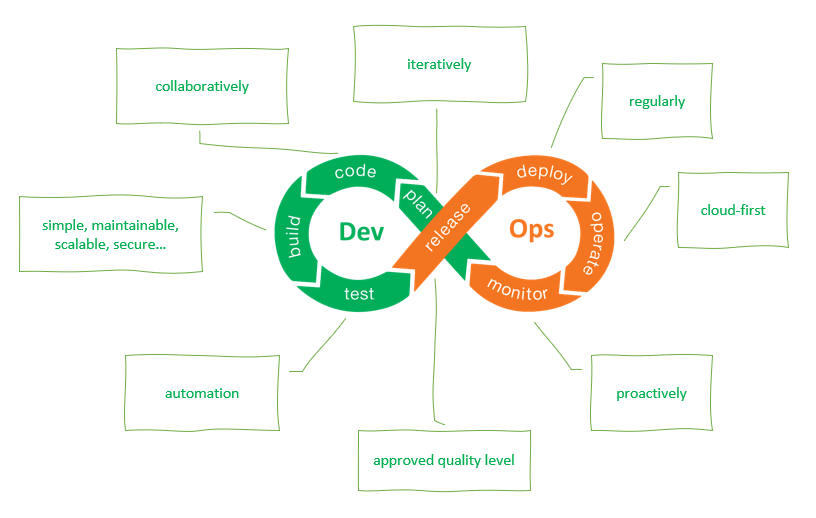 iteratively
collaboratively
regularly
code
deploy
plan
release
cloud-first
simple, maintainable,
scalable, secure...
build
Dev
Ops
operate
test
monitor
automation
proactively
approved quality level